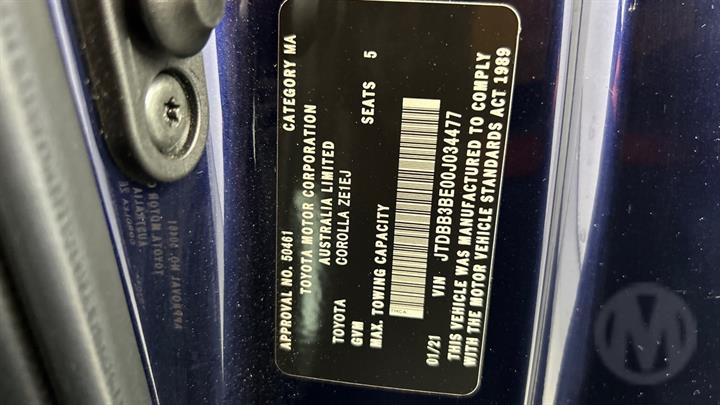 APPROVAL NO. 50461 CATEGORY MA
TOYOTA MOTOR CORPORATION
AUSTRALIA LIMITED
TOYOTA COROLLA ZE1EJ
GVM SEATS 5
MAX. TOWING CAPACITY
TMCA
01/21 VIN JTDBB3BE00J034477
THIS VEHICLE WAS MANUFACTURED TO COMPLY
WITH THE MOTOR VEHICLE STANDARDS ACT 1989
M